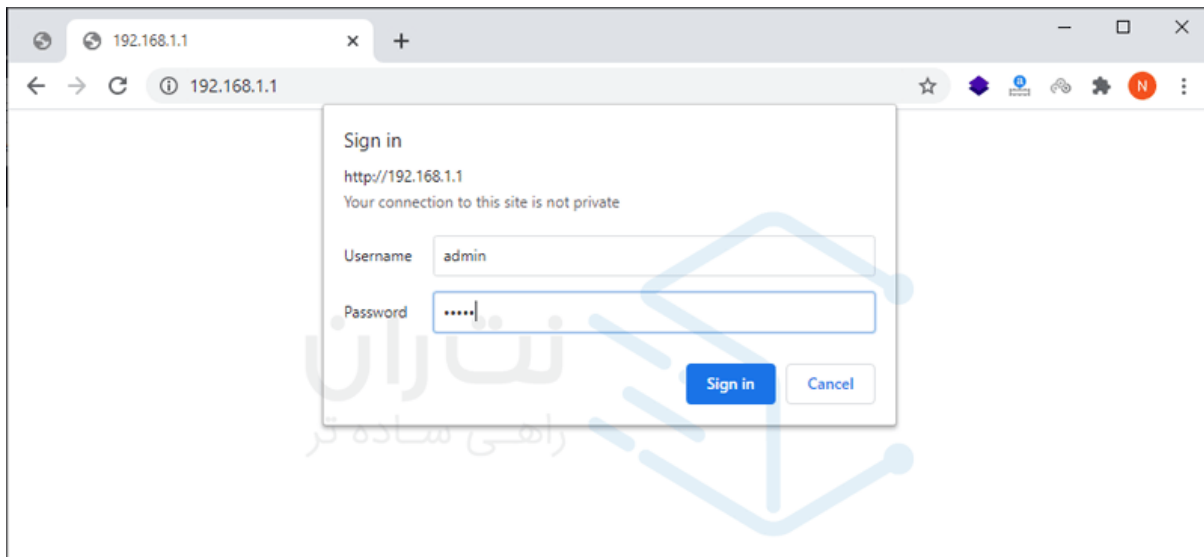 192.168.1.1
192.168.1.1
N
Sign in
http://192.168.1.1
Your connection to this site is not private
Username admin
Password •••••
Sign in Cancel
نت‌ران
راهی ساده تر